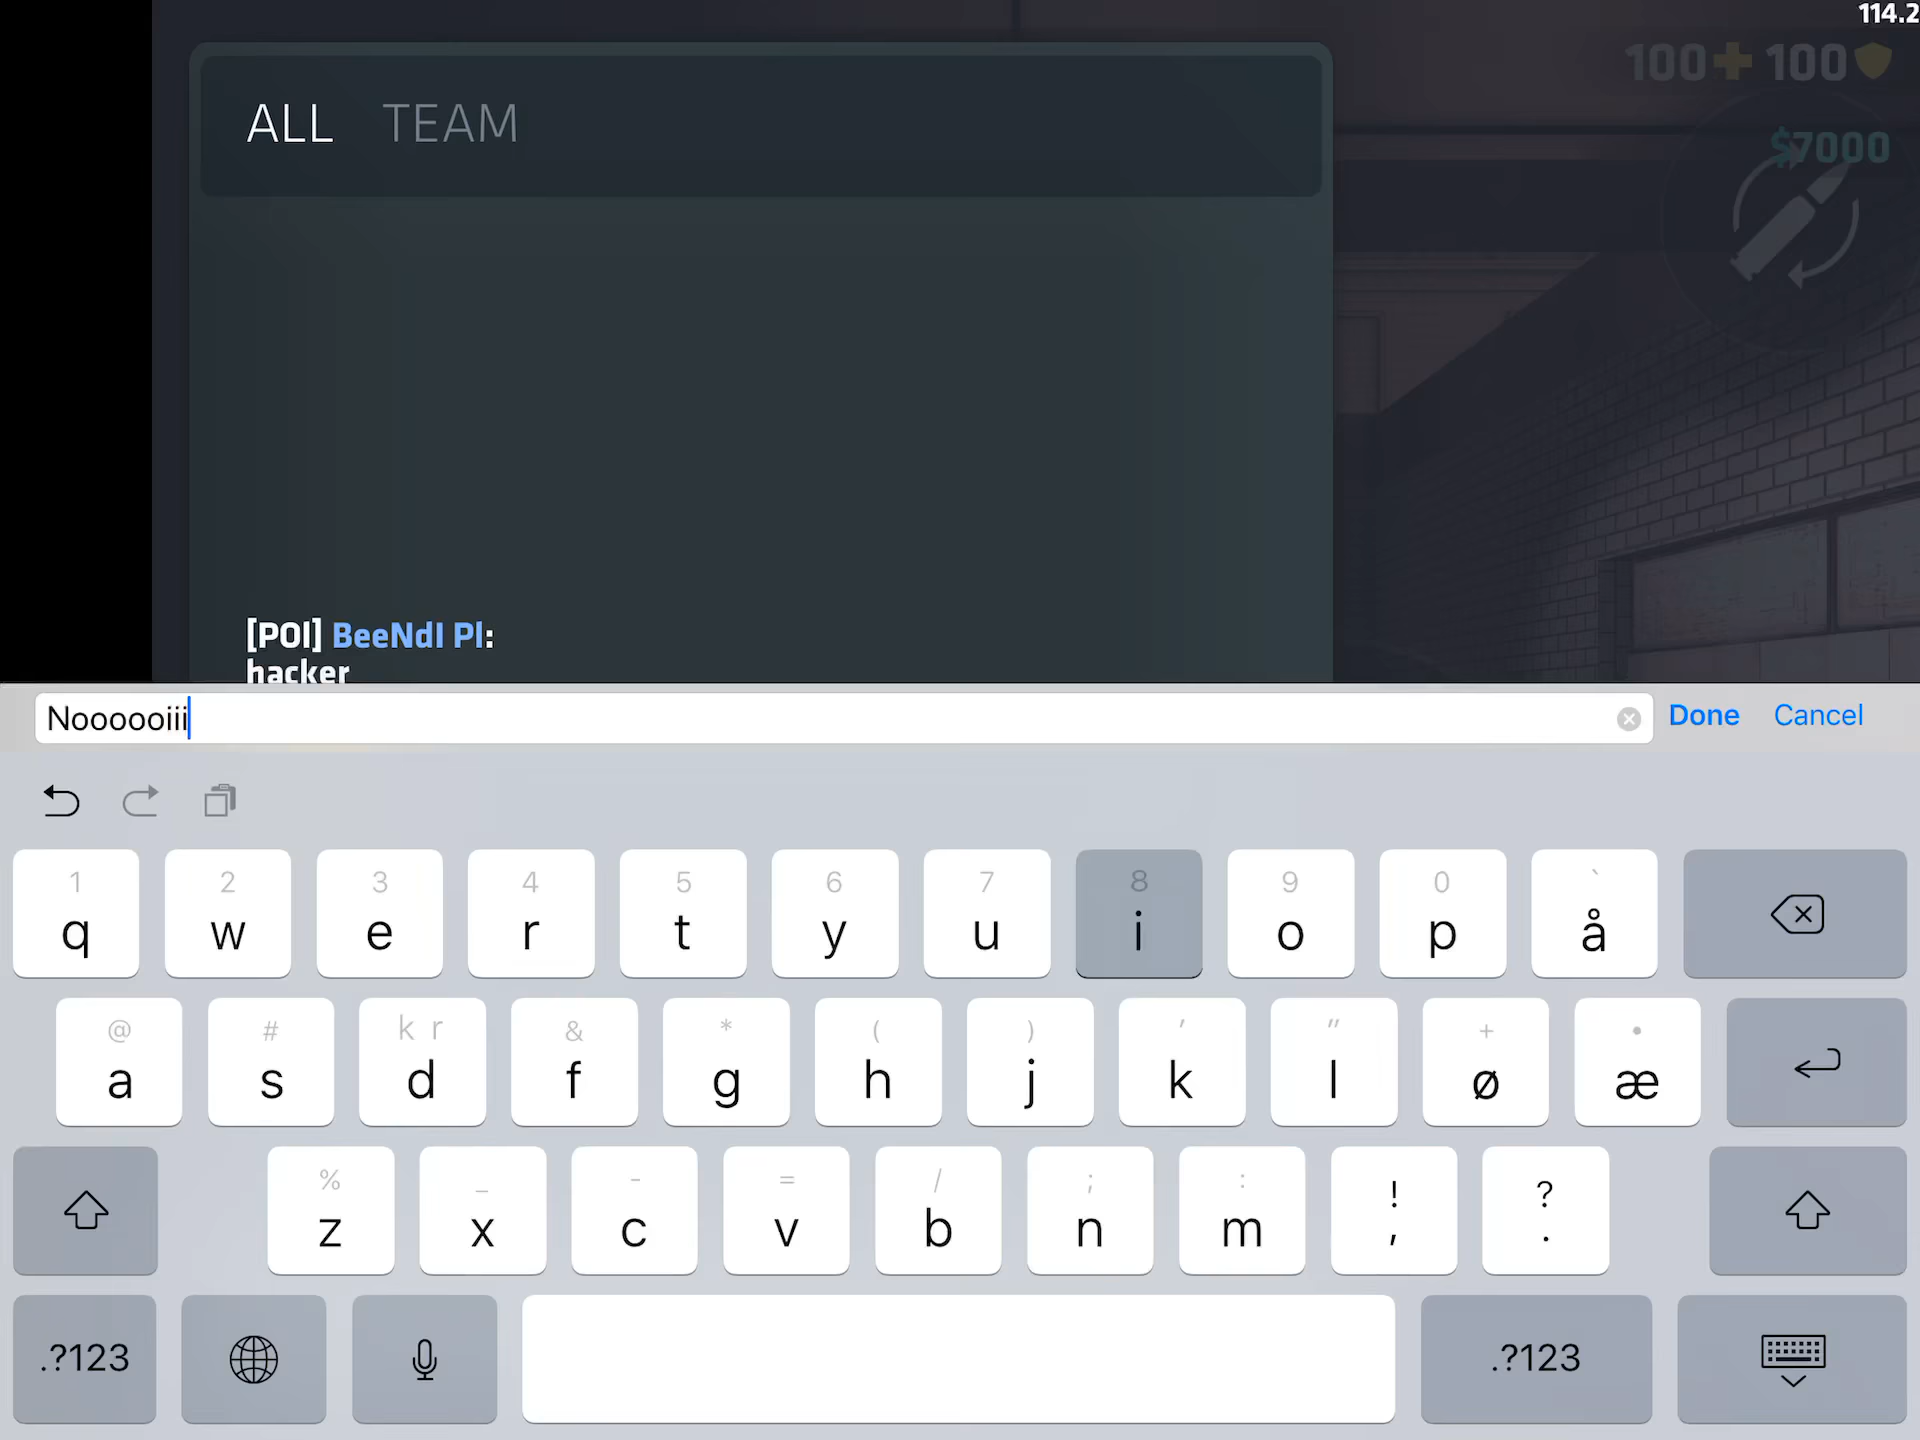 114.2
100 100
$7000
ALL TEAM
[POI] BeeNdI Pl:
hacker
Noooooiii
Done Cancel
1 2 3 4 5 6 7 8 9 0 `
q w e r t y u i o p å
@ # k r & * ( ) ' " + •
a s d f g h j k l ø æ
% _ - = / ; : ! ?
z x c v b n m , .
.?123 .?123